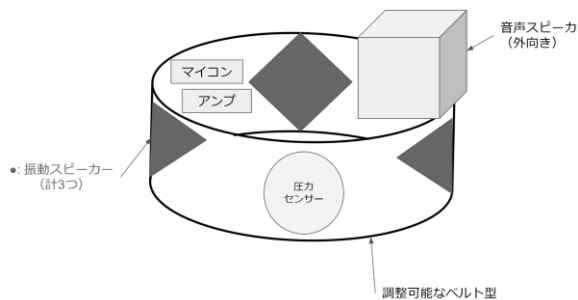 音声スピーカ
（外向き）
マイコン
アンプ
●: 振動スピーカー
（計3つ）
圧力
センサー
調整可能なベルト型